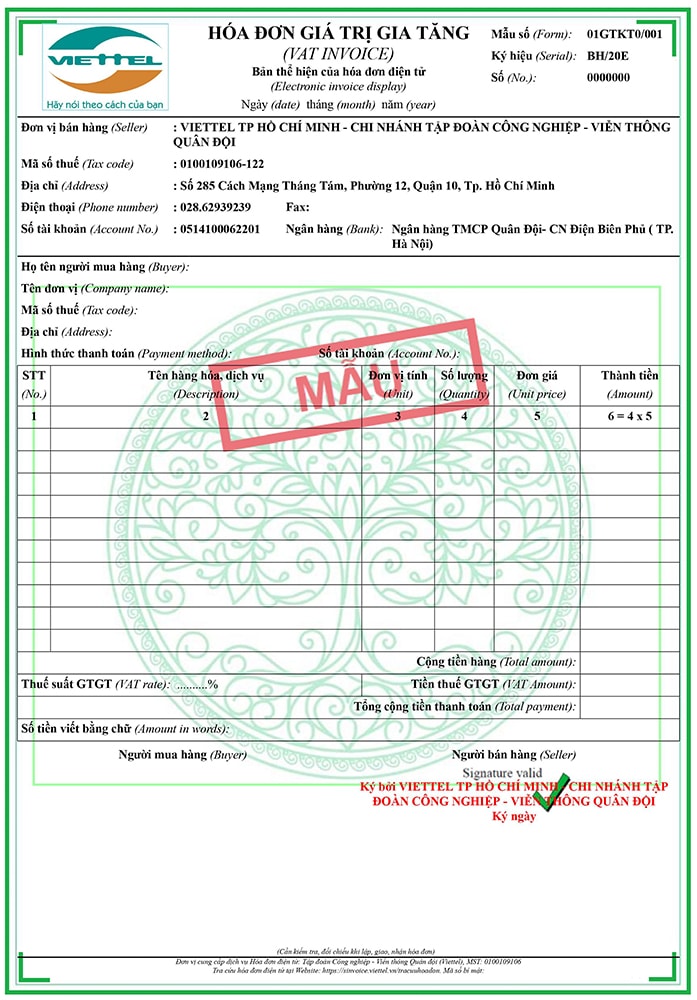 VIETTEL
Hãy nói theo cách của bạn
HÓA ĐƠN GIÁ TRỊ GIA TĂNG
(VAT INVOICE)
Bản thể hiện của hóa đơn điện tử
(Electronic invoice display)
Ngày (date) tháng (month) năm (year)
Mẫu số (Form): 01GTKT0/001
Ký hiệu (Serial): BH/20E
Số (No.): 0000000
Đơn vị bán hàng (Seller) : VIETTEL TP HỒ CHÍ MINH - CHI NHÁNH TẬP ĐOÀN CÔNG NGHIỆP - VIỄN THÔNG
QUÂN ĐỘI
Mã số thuế (Tax code) : 0100109106-122
Địa chỉ (Address) : Số 285 Cách Mạng Tháng Tám, Phường 12, Quận 10, Tp. Hồ Chí Minh
Điện thoại (Phone number) : 028.62939239 Fax:
Số tài khoản (Account No.) : 0514100062201 Ngân hàng (Bank): Ngân hàng TMCP Quân Đội- CN Điện Biên Phủ ( TP.
Hà Nội)
Họ tên người mua hàng (Buyer):
Tên đơn vị (Company name):
Mã số thuế (Tax code):
Địa chỉ (Address):
Hình thức thanh toán (Payment method): Số tài khoản (Account No.):
MẪU
STT Tên hàng hóa, dịch vụ Đơn vị tính Số lượng Đơn giá Thành tiền
(No.) (Description) (Unit) (Quantity) (Unit price) (Amount)
1 2 3 4 5 6 = 4 x 5
Cộng tiền hàng (Total amount):
Thuế suất GTGT (VAT rate): ..........% Tiền thuế GTGT (VAT Amount):
Tổng cộng tiền thanh toán (Total payment):
Số tiền viết bằng chữ (Amount in words):
Người mua hàng (Buyer) Người bán hàng (Seller)
Signature valid
Ký bởi VIETTEL TP HỒ CHÍ MINH - CHI NHÁNH TẬP
ĐOÀN CÔNG NGHIỆP - VIỄN THÔNG QUÂN ĐỘI
Ký ngày
(Cần kiểm tra, đối chiếu khi lập, giao, nhận hóa đơn)
Đơn vị cung cấp dịch vụ Hóa đơn điện tử: Tập đoàn Công nghiệp - Viễn thông Quân đội (Viettel), MST: 0100109106
Tra cứu hóa đơn điện tử tại Website: https://sinvoice.viettel.vn/tracuuhoadon. Mã số bí mật: